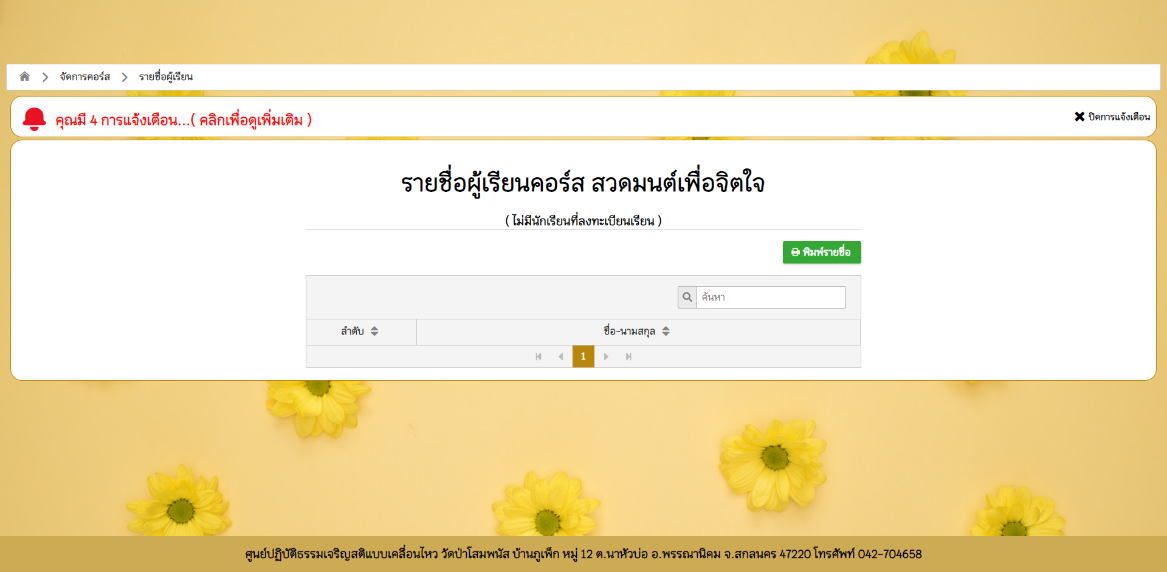 จัดการคอร์ส รายชื่อผู้เรียน
คุณมี 4 การแจ้งเตือน...( คลิกเพื่อดูเพิ่มเติม )
ปิดการแจ้งเตือน
รายชื่อผู้เรียนคอร์ส สวดมนต์เพื่อจิตใจ
( ไม่มีนักเรียนที่ลงทะเบียนเรียน )
พิมพ์รายชื่อ
ค้นหา
ลำดับ ชื่อ-นามสกุล
1
ศูนย์ปฏิบัติธรรมเจริญสติแบบเคลื่อนไหว วัดป่าโสมพนัส บ้านภูเพ็ก หมู่ 12 ต.นาหัวบ่อ อ.พรรณานิคม จ.สกลนคร 47220 โทรศัพท์ 042-704658